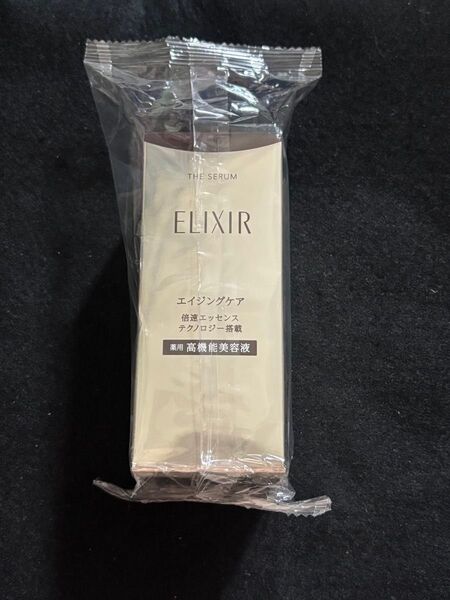 THE SERUM
ELIXIR
エイジングケア
倍速エッセンス
テクノロジー搭載
薬用 高機能美容液